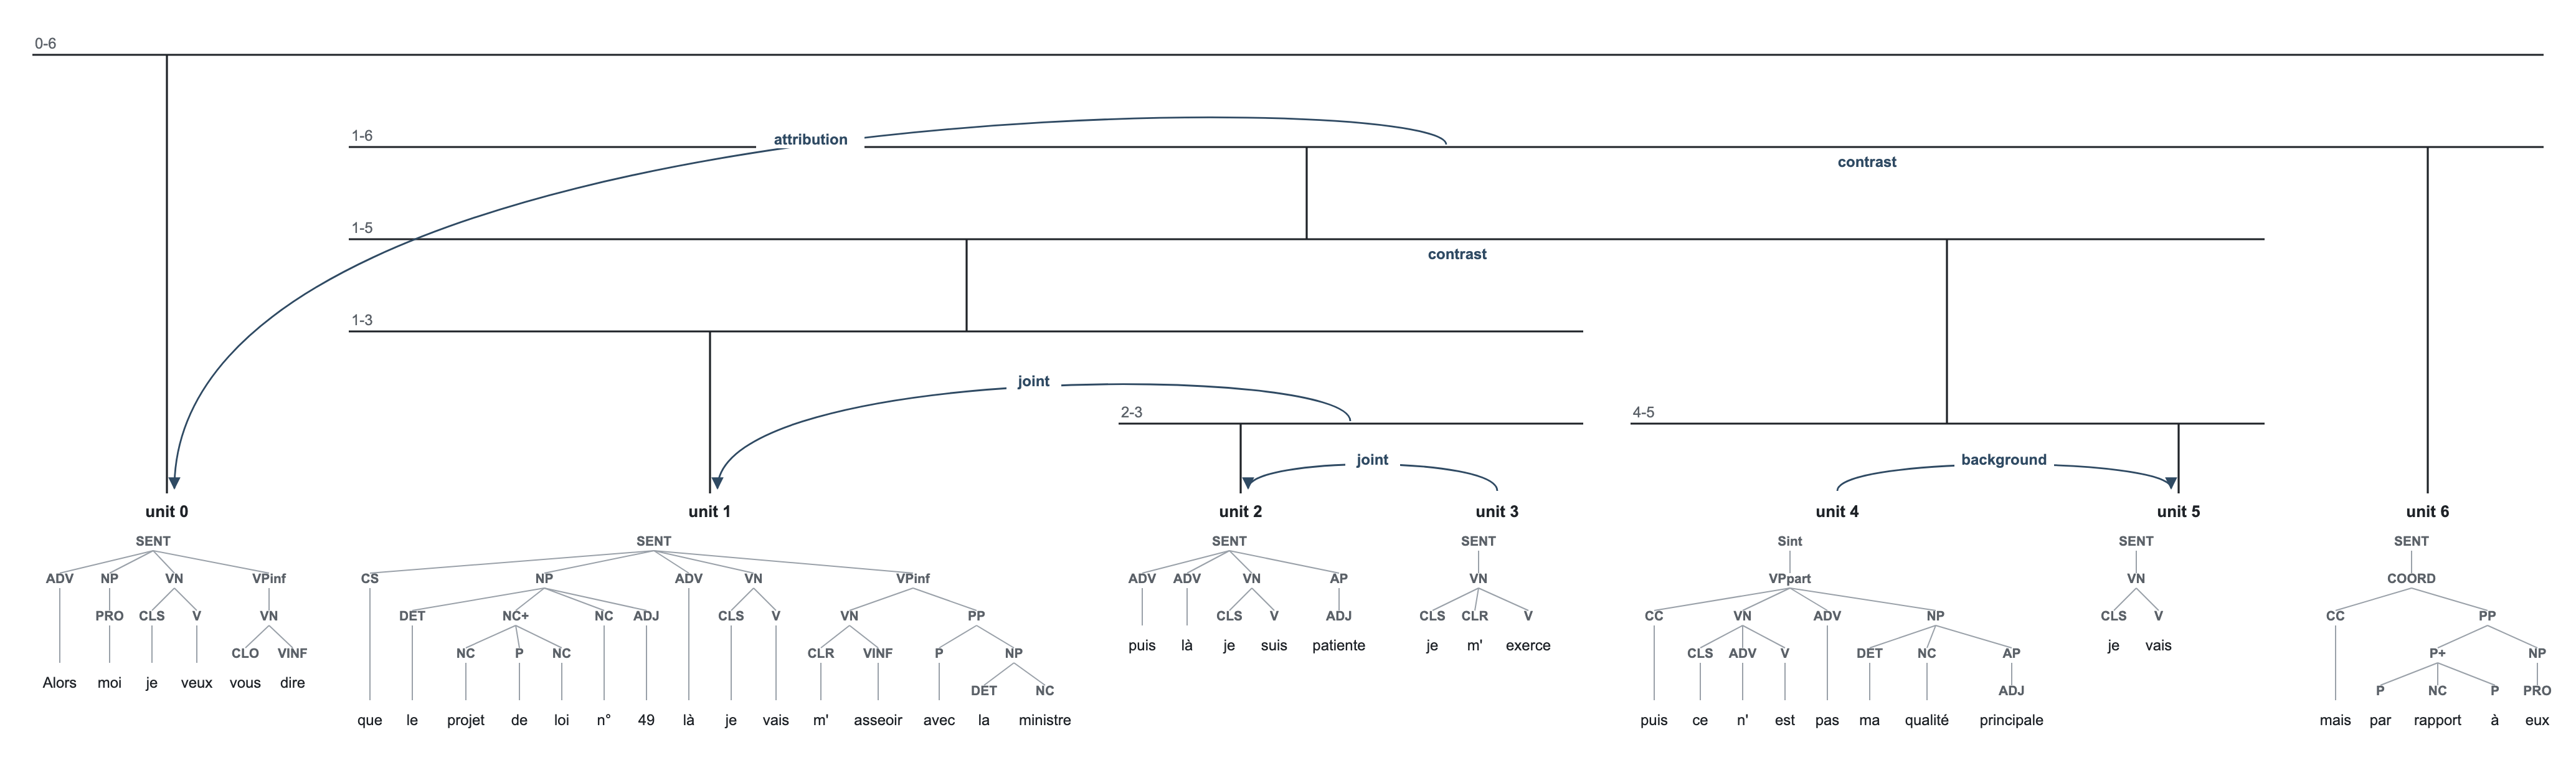 0-6
1-6
attribution
contrast
1-5
contrast
1-3
joint
2-3
4-5
joint
background
unit 0 unit 1 unit 2 unit 3 unit 4 unit 5 unit 6
SENT SENT SENT SENT Sint SENT SENT
ADV NP VN VPinf CS NP ADV VN VPinf ADV ADV VN AP VN VPpart VN COORD
PRO CLS V VN DET NC+ NC ADJ CLS V VN PP CLS V ADJ CLS CLR V CC VN ADV NP CLS V CC PP
puis là je suis patiente je m' exerce je vais
CLO VINF NC P NC CLR VINF P NP CLS ADV V DET NC AP P+ NP
Alors moi je veux vous dire
DET NC ADJ P NC P PRO
que le projet de loi n° 49 là je vais m' asseoir avec la ministre puis ce n' est pas ma qualité principale mais par rapport à eux